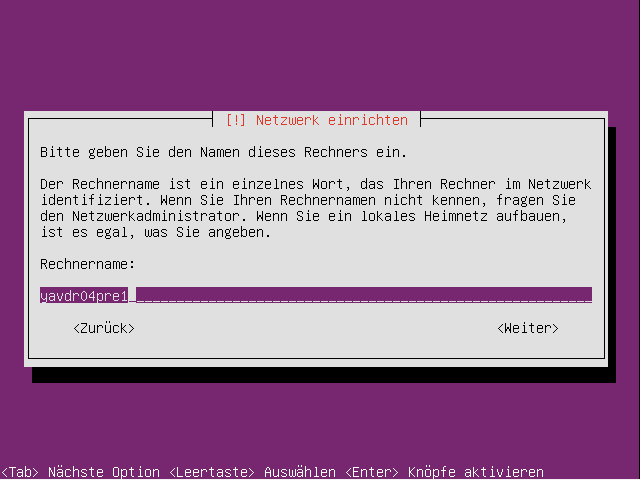 [!] Netzwerk einrichten
Bitte geben Sie den Namen dieses Rechners ein.
Der Rechnername ist ein einzelnes Wort, das Ihren Rechner im Netzwerk
identifiziert. Wenn Sie Ihren Rechnernamen nicht kennen, fragen Sie
den Netzwerkadministrator. Wenn Sie ein lokales Heimnetz aufbauen,
ist es egal, was Sie angeben.
Rechnername:
yavdr04pre1
<Zurück> <Weiter>
<Tab> Nächste Option <Leertaste> Auswählen <Enter> Knöpfe aktivieren